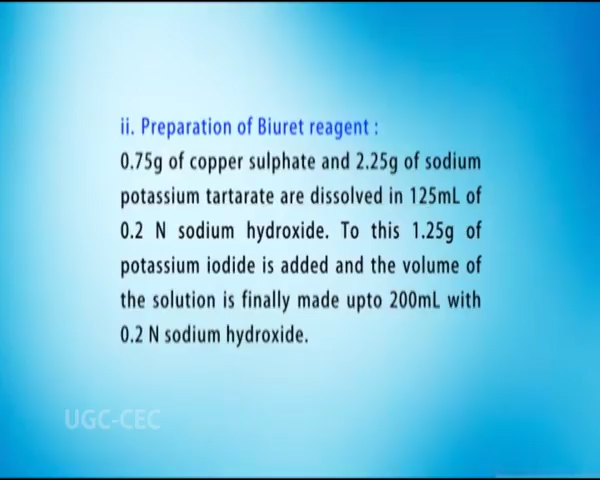 ii. Preparation of Biuret reagent :
0.75g of copper sulphate and 2.25g of sodium
potassium tartarate are dissolved in 125mL of
0.2 N sodium hydroxide. To this 1.25g of
potassium iodide is added and the volume of
the solution is finally made upto 200mL with
0.2 N sodium hydroxide.
UGC-CEC